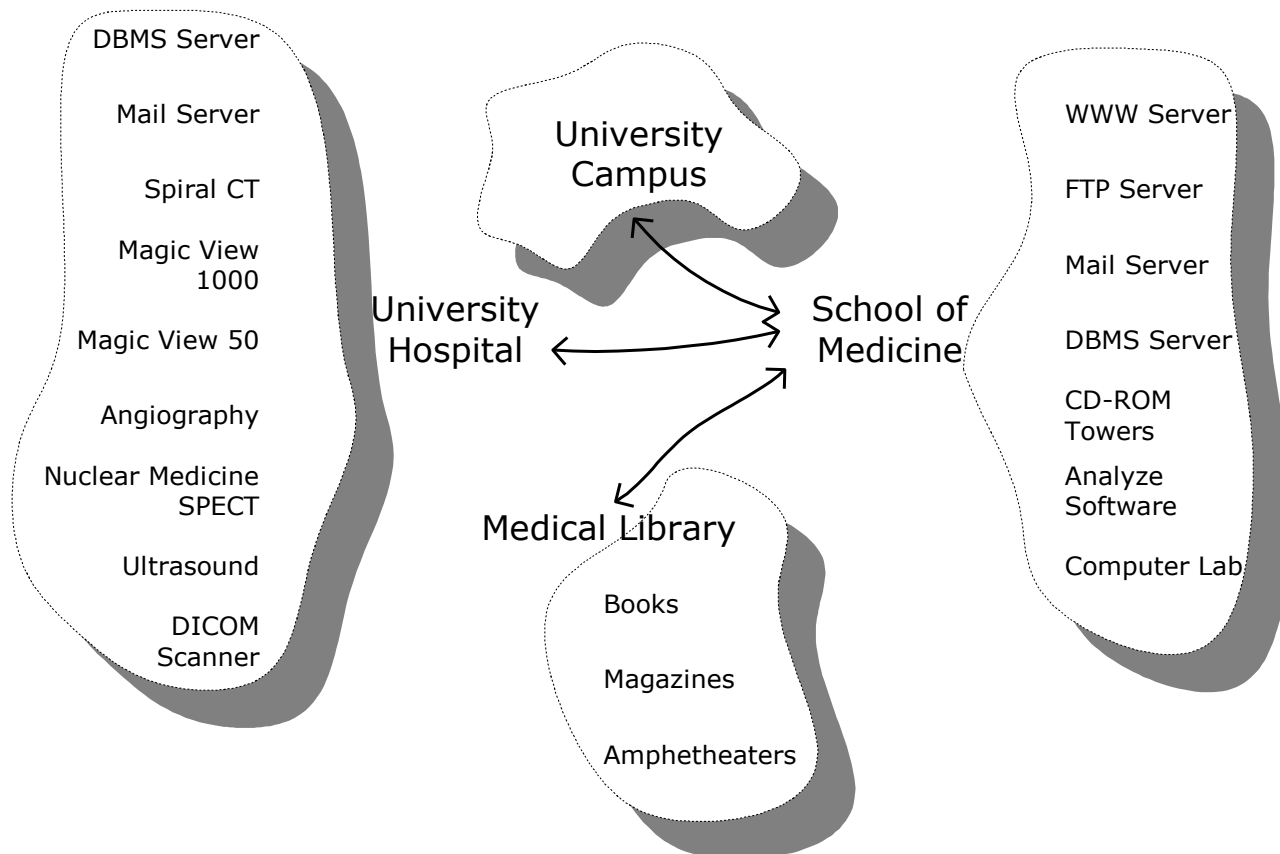 DBMS Server
Mail Server
Spiral CT
Magic View
1000
Magic View 50
Angiography
Nuclear Medicine
SPECT
Ultrasound
DICOM
Scanner
University
Hospital
University
Campus
School of
Medicine
WWW Server
FTP Server
Mail Server
DBMS Server
CD-ROM
Towers
Analyze
Software
Computer Lab
Medical Library
Books
Magazines
Amphetheaters